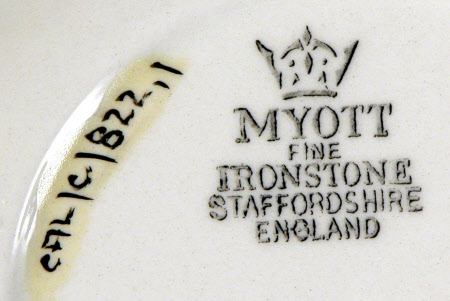 CAL/C/822,1
MYOTT
FINE
IRONSTONE
STAFFORDSHIRE
ENGLAND